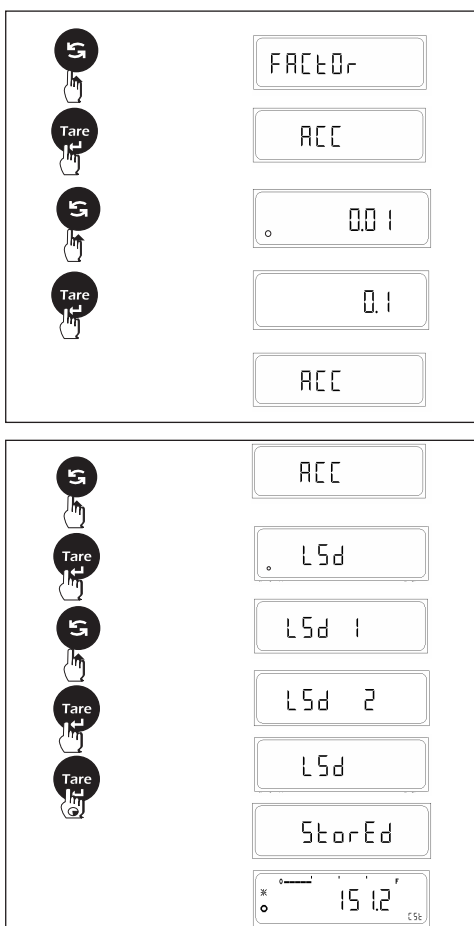 FACtOr
Tare
ACC
0.01
Tare
0.1
ACC
ACC
Tare
LSd
LSd 1
Tare
LSd 2
Tare
LSd
StorEd
0 F
151.2
CSt